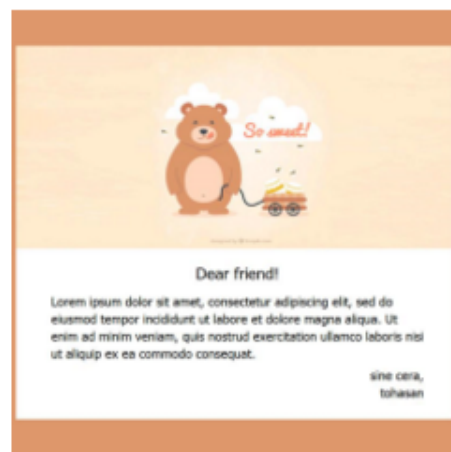 So sweet!
Dear friend!
Lorem ipsum dolor sit amet, consectetur adipiscing elit, sed do
eiusmod tempor incididunt ut labore et dolore magna aliqua. Ut
enim ad minim veniam, quis nostrud exercitation ullamco laboris nisi
ut aliquip ex ea commodo consequat.
sine cera,
tohasan